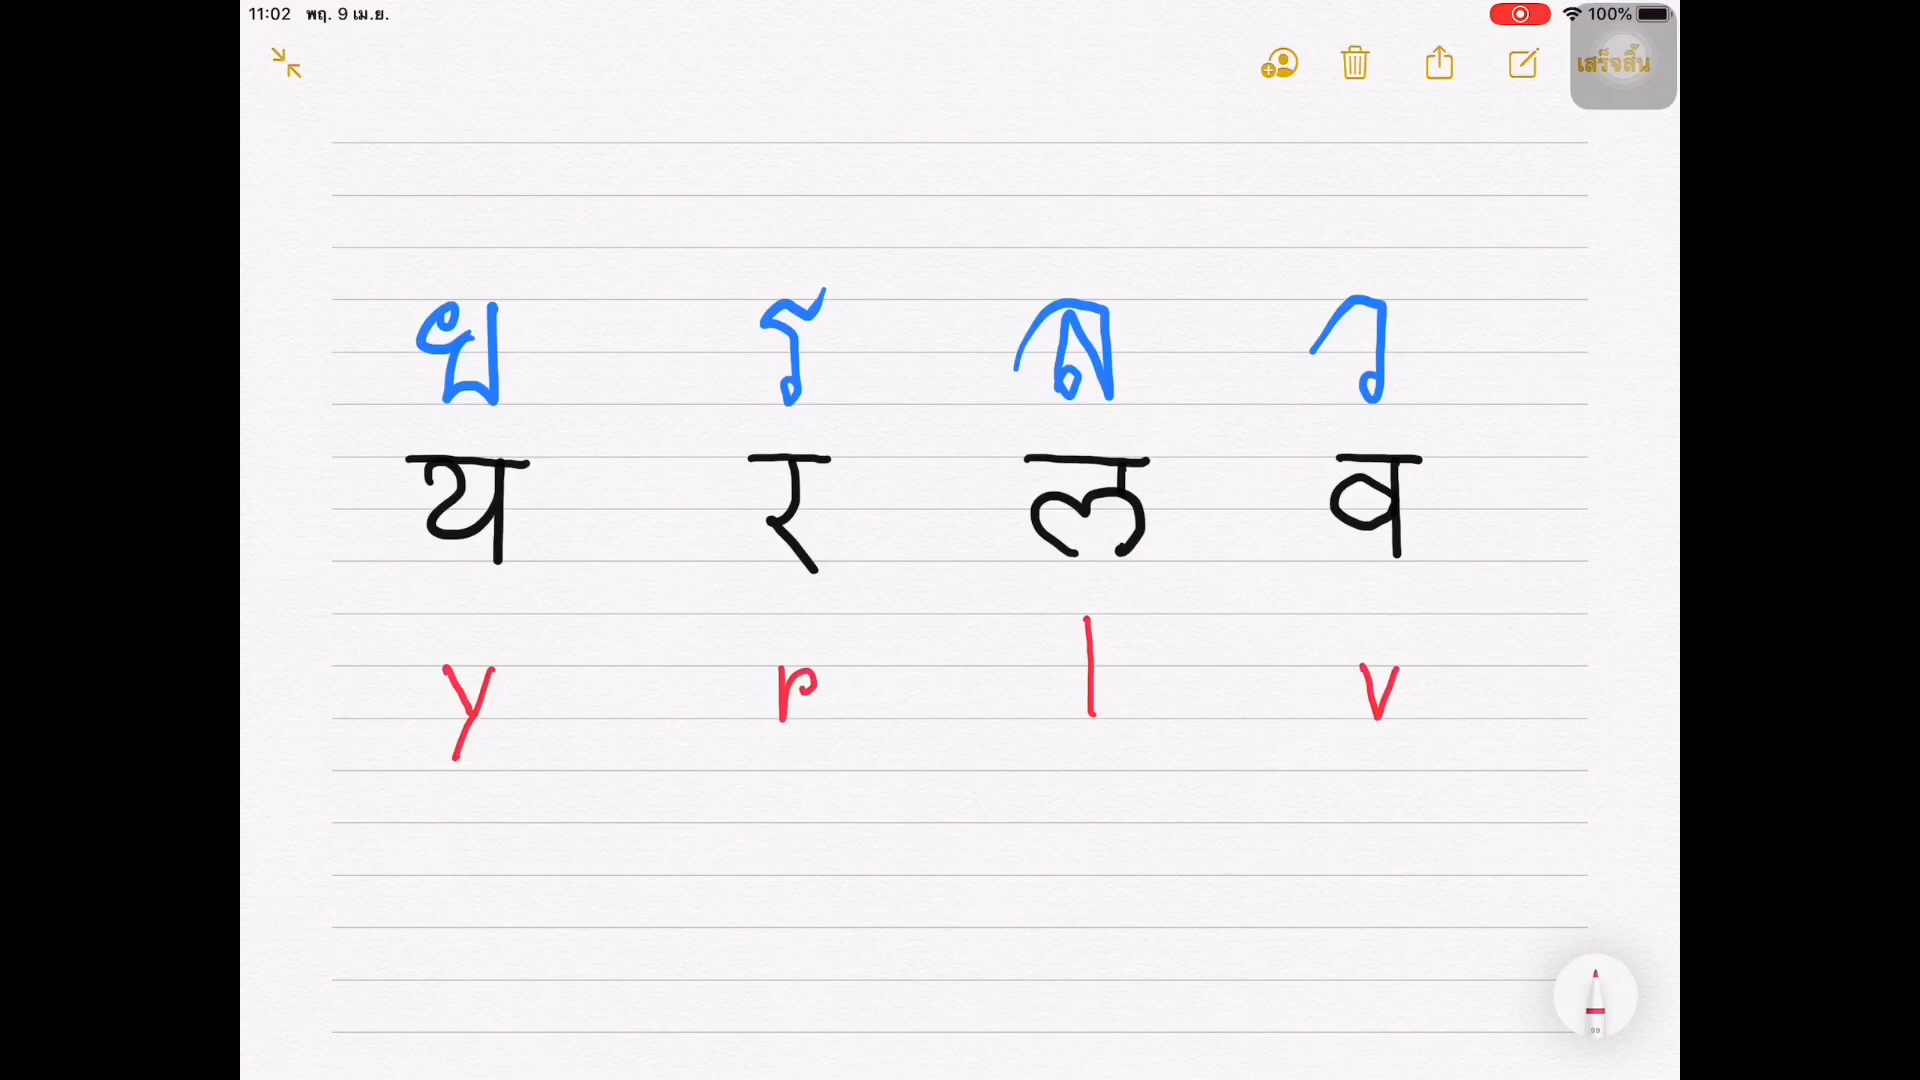 11:02 พฤ. 9 เม.ย. 100%
เสร็จสิ้น
ย ร ล ว
य र ल व
y r l v
99